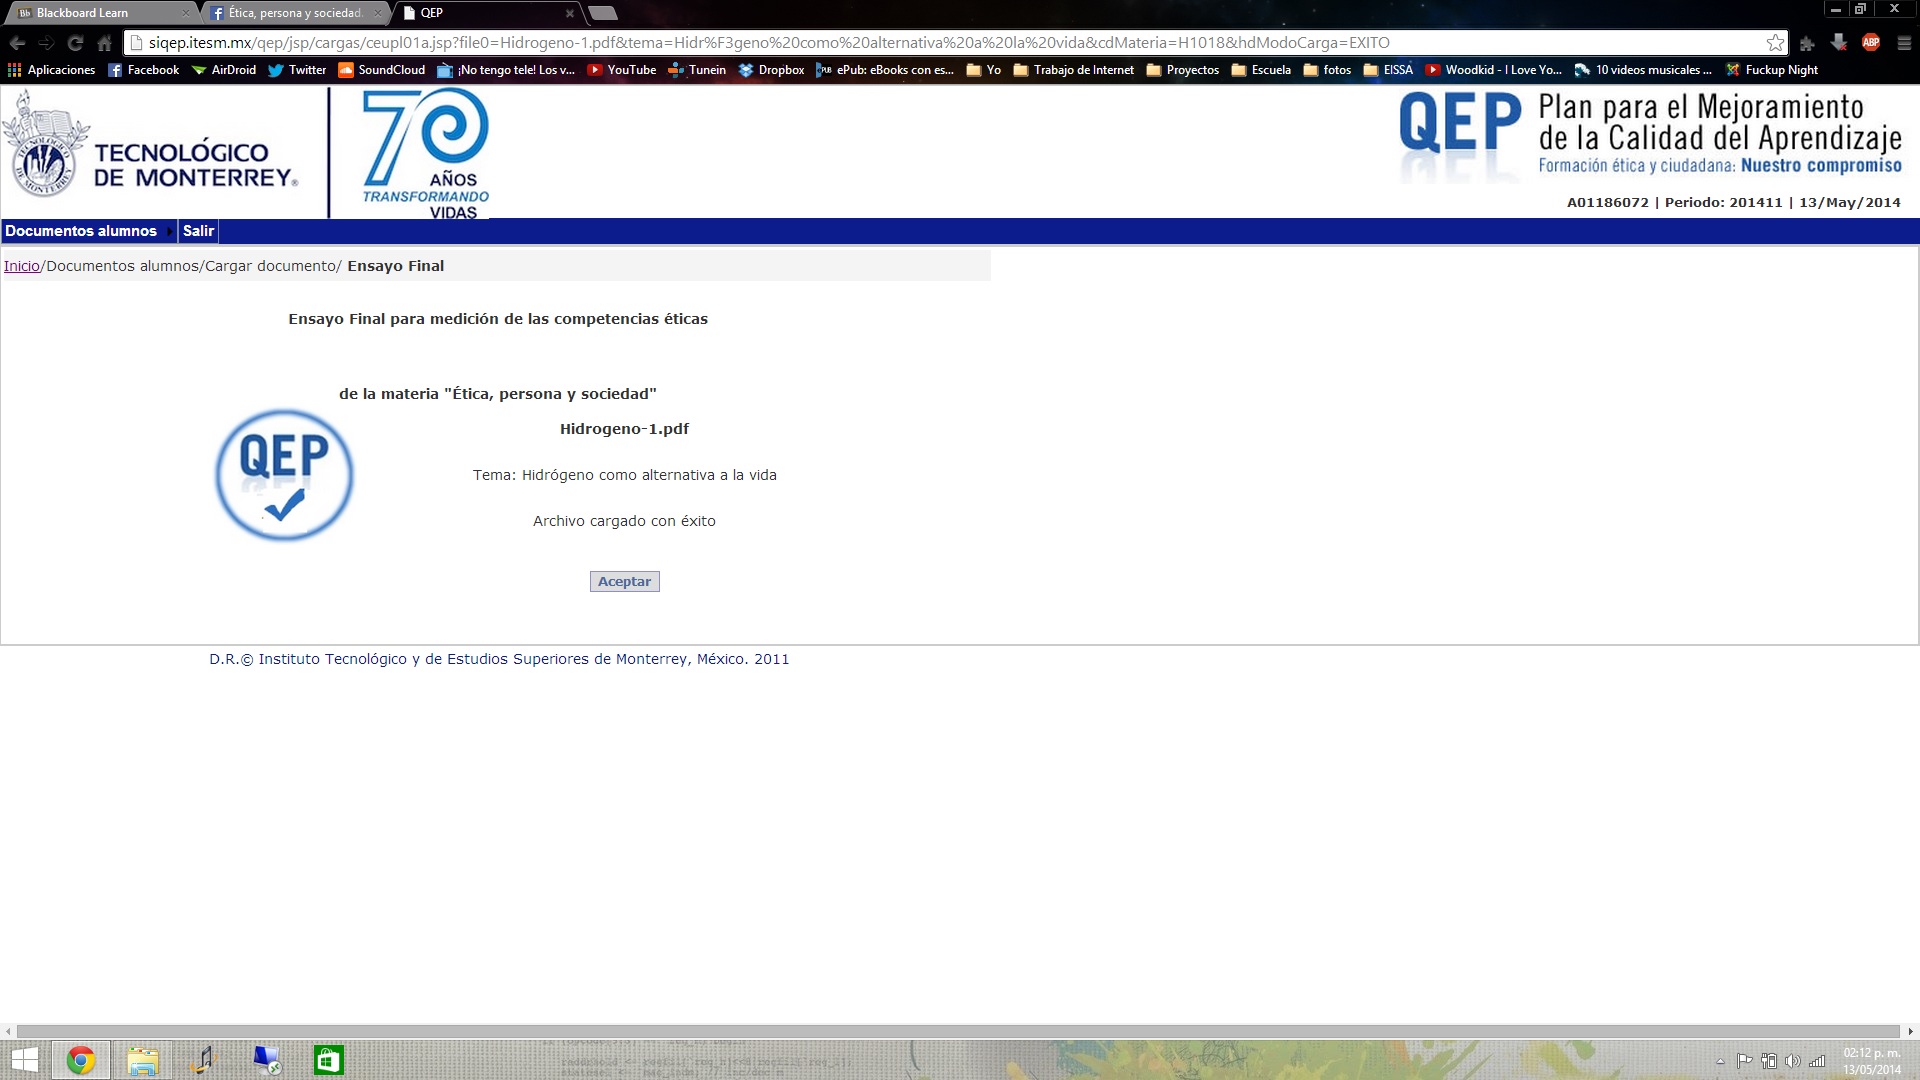 Blackboard Learn
Ética, persona y sociedad.
QEP
siqep.itesm.mx/qep/jsp/cargas/ceupl01a.jsp?file0=Hidrogeno-1.pdf&tema=Hidr%F3geno%20como%20alternativa%20a%20la%20vida&cdMateria=H1018&hdModoCarga=EXITO
ABP
Aplicaciones Facebook AirDroid Twitter SoundCloud ¡No tengo tele! Los v... YouTube Tunein Dropbox ePub: eBooks con es... Yo Trabajo de Internet Proyectos Escuela fotos EISSA Woodkid - I Love Yo... 10 videos musicales ... Fuckup Night
TECNOLÓGICO
DE MONTERREY®
70
AÑOS
TRANSFORMANDO
VIDAS
QEP Plan para el Mejoramiento
de la Calidad del Aprendizaje
Formación ética y ciudadana: Nuestro compromiso
A01186072 | Periodo: 201411 | 13/May/2014
Documentos alumnos Salir
Inicio/Documentos alumnos/Cargar documento/ Ensayo Final
Ensayo Final para medición de las competencias éticas
de la materia "Ética, persona y sociedad"
QEP
Hidrogeno-1.pdf
Tema: Hidrógeno como alternativa a la vida
Archivo cargado con éxito
Aceptar
D.R.© Instituto Tecnológico y de Estudios Superiores de Monterrey, México. 2011
02:12 p. m.
13/05/2014